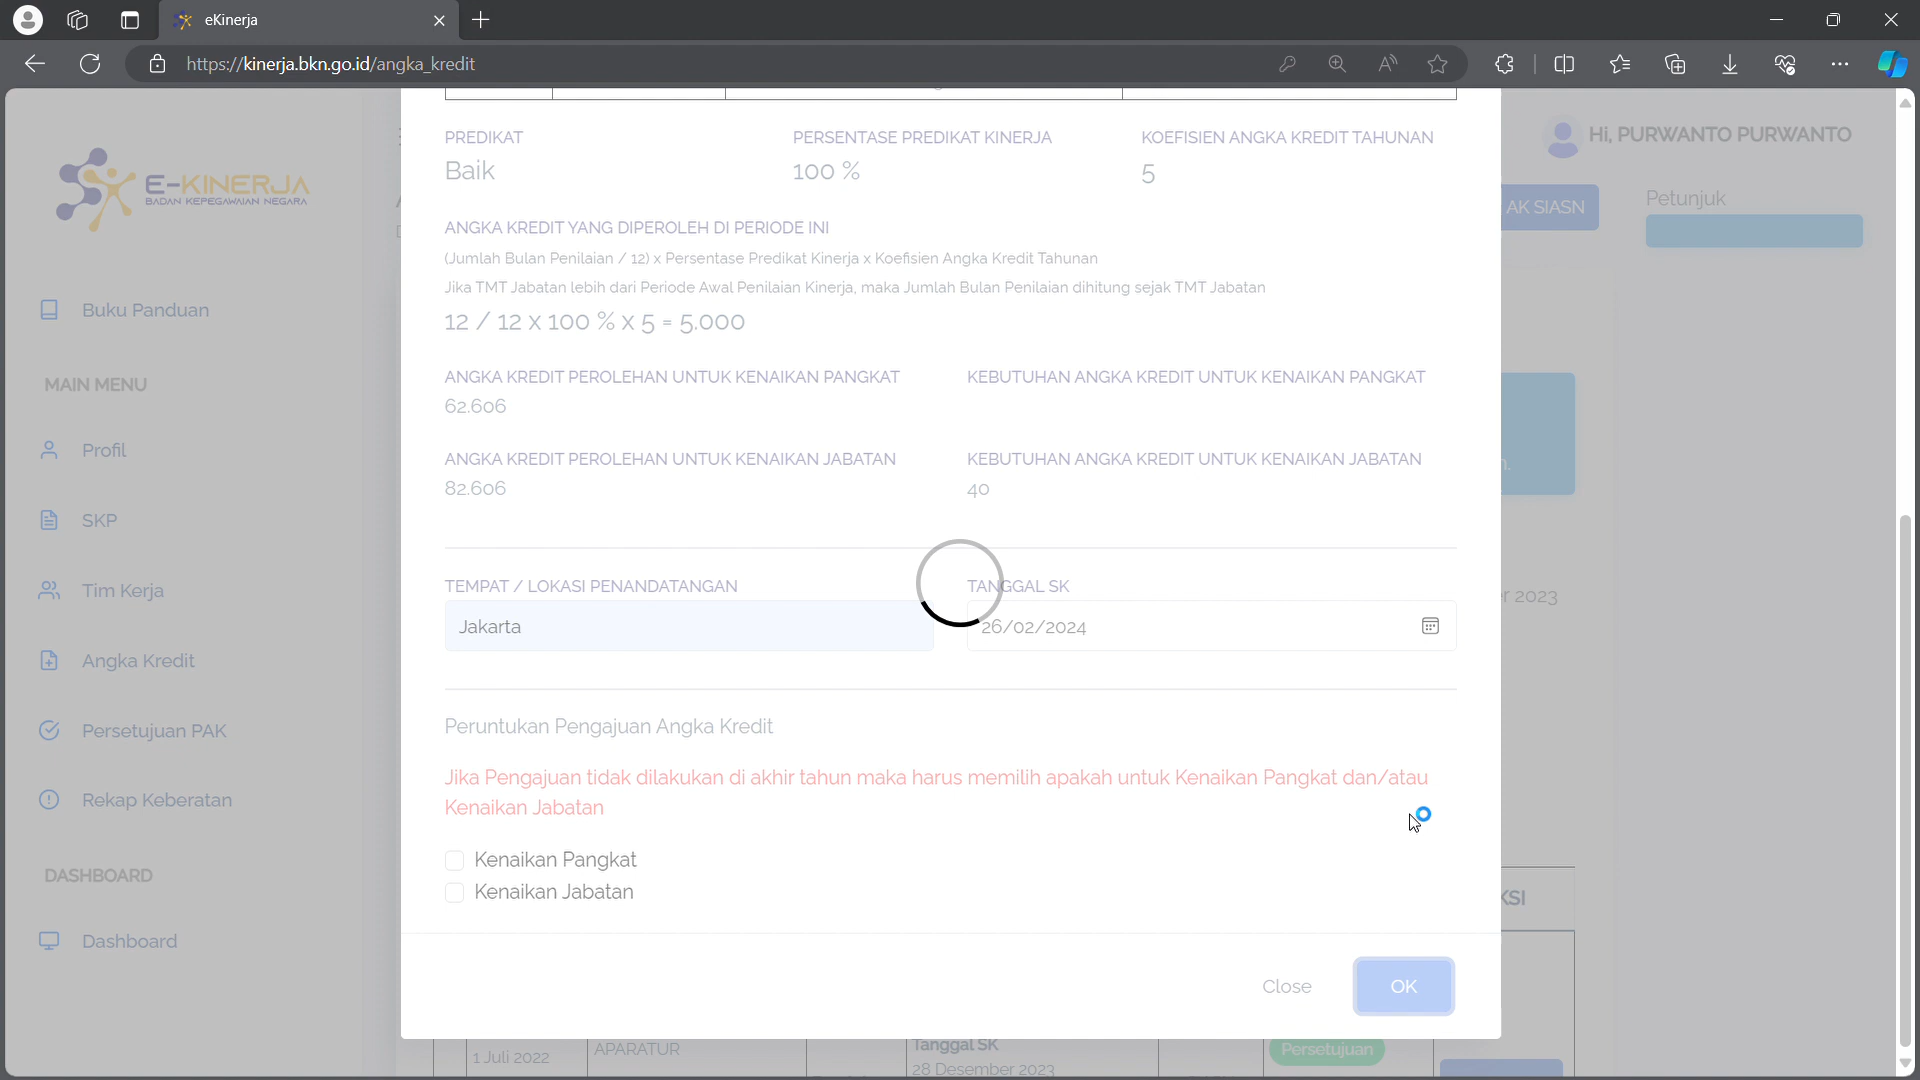 eKinerja
https://kinerja.bkn.go.id/angka_kredit
E-KINERJA
BADAN KEPEGAWAIAN NEGARA
Buku Panduan
MAIN MENU
Profil
SKP
Tim Kerja
Angka Kredit
Persetujuan PAK
Rekap Keberatan
DASHBOARD
Dashboard
Hi, PURWANTO PURWANTO
AK SIASN
Petunjuk
PREDIKAT PERSENTASE PREDIKAT KINERJA KOEFISIEN ANGKA KREDIT TAHUNAN
Baik 100 % 5
ANGKA KREDIT YANG DIPEROLEH DI PERIODE INI
(Jumlah Bulan Penilaian / 12) x Persentase Predikat Kinerja x Koefisien Angka Kredit Tahunan
Jika TMT Jabatan lebih dari Periode Awal Penilaian Kinerja, maka Jumlah Bulan Penilaian dihitung sejak TMT Jabatan
12 / 12 x 100 % x 5 = 5.000
ANGKA KREDIT PEROLEHAN UNTUK KENAIKAN PANGKAT KEBUTUHAN ANGKA KREDIT UNTUK KENAIKAN PANGKAT
62.606
ANGKA KREDIT PEROLEHAN UNTUK KENAIKAN JABATAN KEBUTUHAN ANGKA KREDIT UNTUK KENAIKAN JABATAN
82.606 40
TEMPAT / LOKASI PENANDATANGAN TANGGAL SK
Jakarta 26/02/2024
Peruntukan Pengajuan Angka Kredit
Jika Pengajuan tidak dilakukan di akhir tahun maka harus memilih apakah untuk Kenaikan Pangkat dan/atau
Kenaikan Jabatan
Kenaikan Pangkat
Kenaikan Jabatan
Close OK
n.
r 2023
KSI
1 Juli 2022 APARATUR Tanggal SK Persetujuan
28 Desember 2023